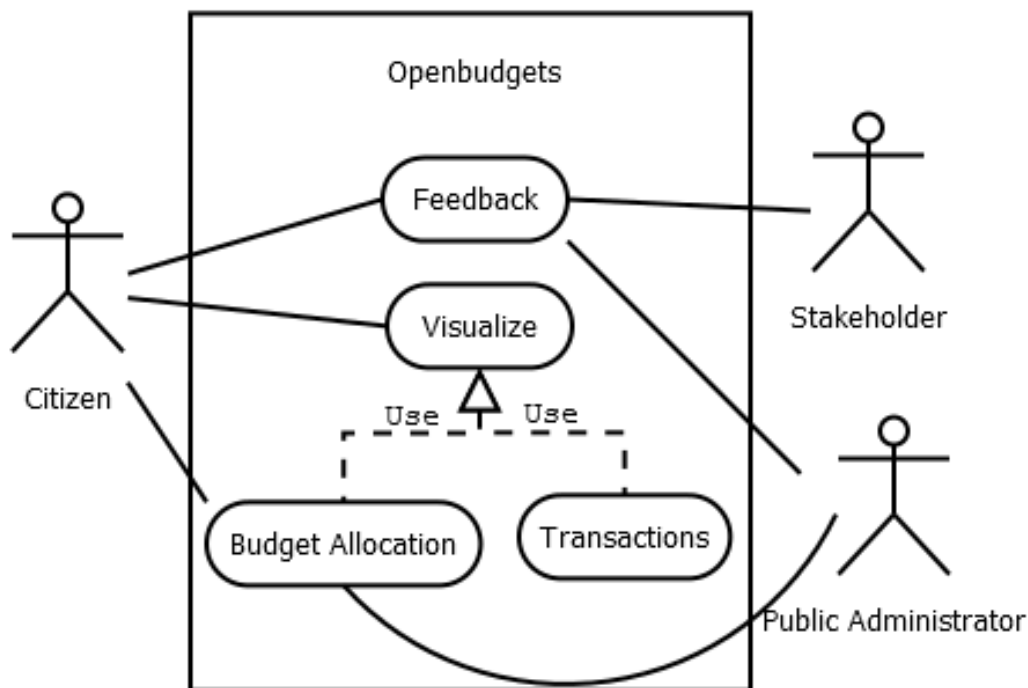 Openbudgets
Feedback
Stakeholder
Visualize
Citizen
Use
Use
Budget Allocation
Transactions
Public Administrator